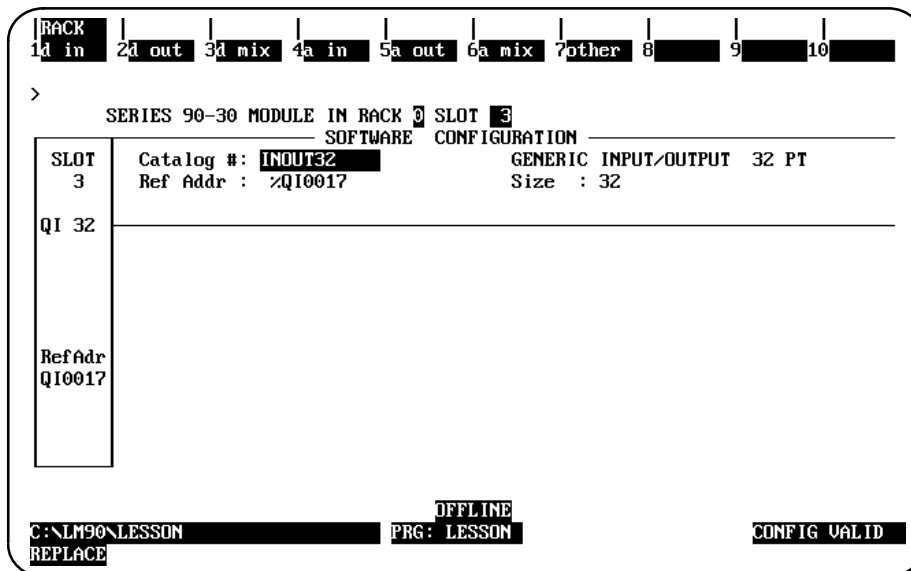 RACK
1d in 2d out 3d mix 4a in 5a out 6a mix 7other 8 9 10
>
SERIES 90-30 MODULE IN RACK 0 SLOT 3
SOFTWARE CONFIGURATION
SLOT Catalog #: INOUT32 GENERIC INPUT/OUTPUT 32 PT
3 Ref Addr : %QI0017 Size : 32
QI 32
RefAdr
QI0017
OFFLINE
C:\LM90\LESSON PRG: LESSON CONFIG VALID
REPLACE